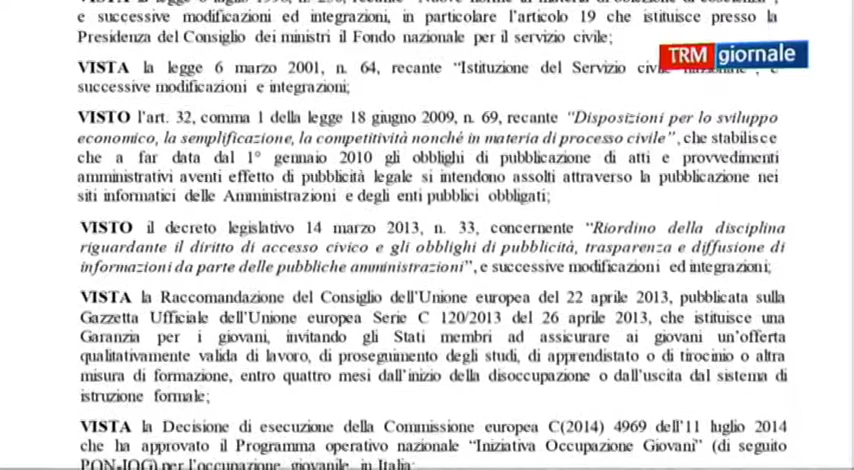 e successive modificazioni ed integrazioni, in particolare l'articolo 19 che istituisce presso la
Presidenza del Consiglio dei ministri il Fondo nazionale per il servizio civile;
TRM giornale
VISTA la legge 6 marzo 2001, n. 64, recante "Istituzione del Servizio
successive modificazioni e integrazioni;
VISTO l'art. 32, comma 1 della legge 18 giugno 2009, n. 69, recante "Disposizioni per lo sviluppo
economico, la semplificazione, la competitività nonché in materia di processo civile", che stabilisce
che a far data dal 1° gennaio 2010 gli obblighi di pubblicazione di atti e provvedimenti
amministrativi aventi effetto di pubblicità legale si intendono assolti attraverso la pubblicazione nei
siti informatici delle Amministrazioni e degli enti pubblici obbligati;
VISTO il decreto legislativo 14 marzo 2013, n. 33, concernente "Riordino della disciplina
riguardante il diritto di accesso civico e gli obblighi di pubblicità, trasparenza e diffusione di
informazioni da parte delle pubbliche amministrazioni", e successive modificazioni ed integrazioni;
VISTA la Raccomandazione del Consiglio dell'Unione europea del 22 aprile 2013, pubblicata sulla
Gazzetta Ufficiale dell'Unione europea Serie C 120/2013 del 26 aprile 2013, che istituisce una
Garanzia per i giovani, invitando gli Stati membri ad assicurare ai giovani un'offerta
qualitativamente valida di lavoro, di proseguimento degli studi, di apprendistato o di tirocinio o altra
misura di formazione, entro quattro mesi dall'inizio della disoccupazione o dall'uscita dal sistema di
istruzione formale;
VISTA la Decisione di esecuzione della Commissione europea C(2014) 4969 dell'11 luglio 2014
che ha approvato il Programma operativo nazionale "Iniziativa Occupazione Giovani" (di seguito
PON-IOG) per l'occupazione giovanile in Italia;